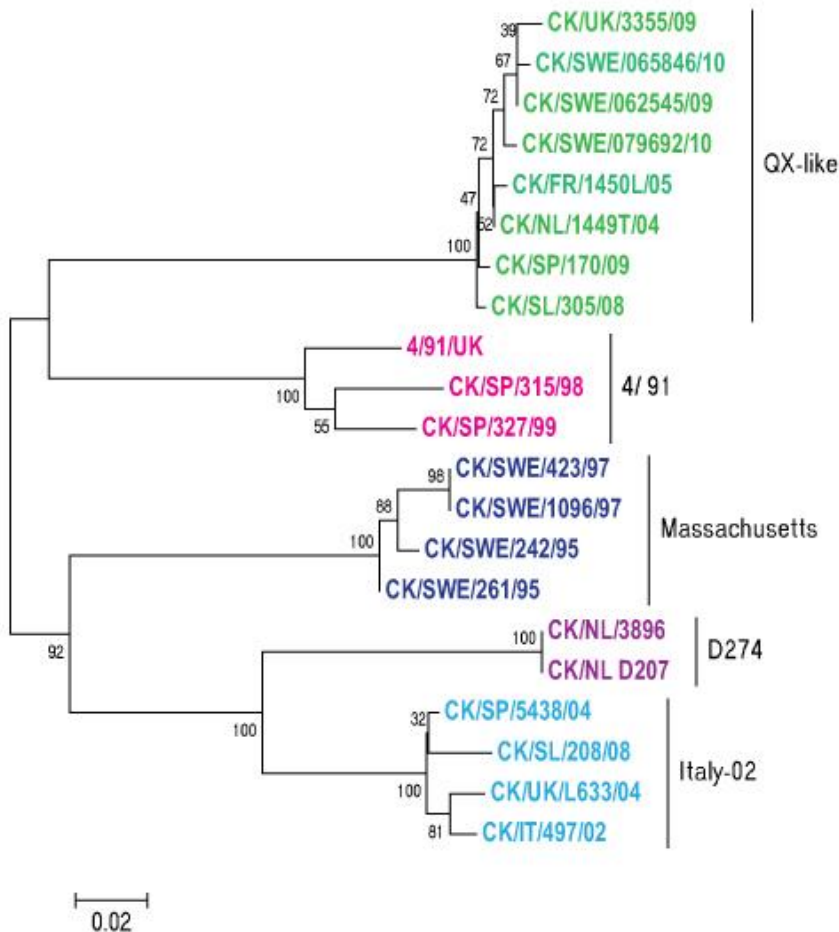 39
CK/UK/3355/09
67
CK/SWE/065846/10
72
CK/SWE/062545/09
72
CK/SWE/079692/10
QX-like
47
CK/FR/1450L/05
52
CK/NL/1449T/04
100
CK/SP/170/09
CK/SL/305/08
4/91/UK
100
CK/SP/315/98
4/ 91
55
CK/SP/327/99
98
CK/SWE/423/97
88
CK/SWE/1096/97
Massachusetts
100
CK/SWE/242/95
CK/SWE/261/95
92
100
CK/NL/3896
D274
CK/NL D207
100
32
CK/SP/5438/04
CK/SL/208/08
Italy-02
100
CK/UK/L633/04
81
CK/IT/497/02
0.02